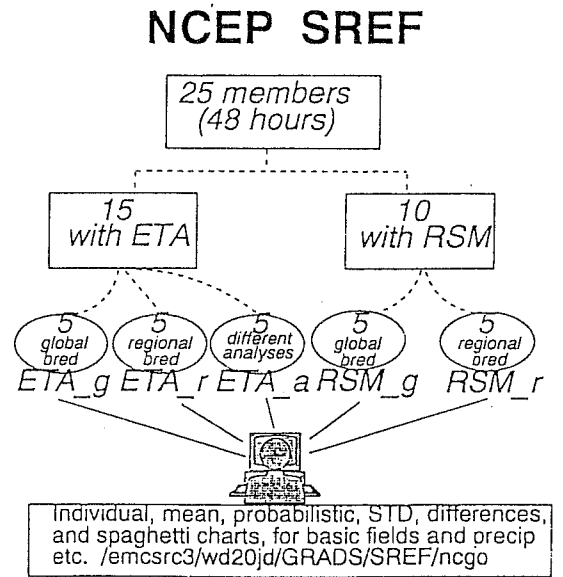 NCEP SREF
25 members
(48 hours)
15
with ETA
10
with RSM
5
global
bred
ETA_g
5
regional
bred
ETA_r
5
different
analyses
ETA_a
5
global
bred
RSM_g
5
regional
bred
RSM_r
Individual, mean, probabilistic, STD, differences,
and spaghetti charts, for basic fields and precip
etc. /emcsrc3/wd20jd/GRADS/SREF/ncgo